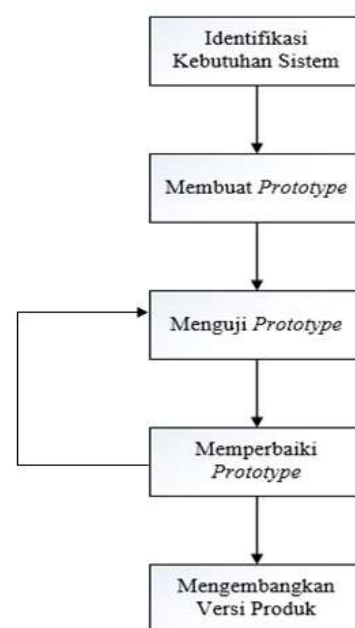 Identifikasi
Kebutuhan Sistem
Membuat Prototype
Menguji Prototype
Memperbaiki
Prototype
Mengembangkan
Versi Produk